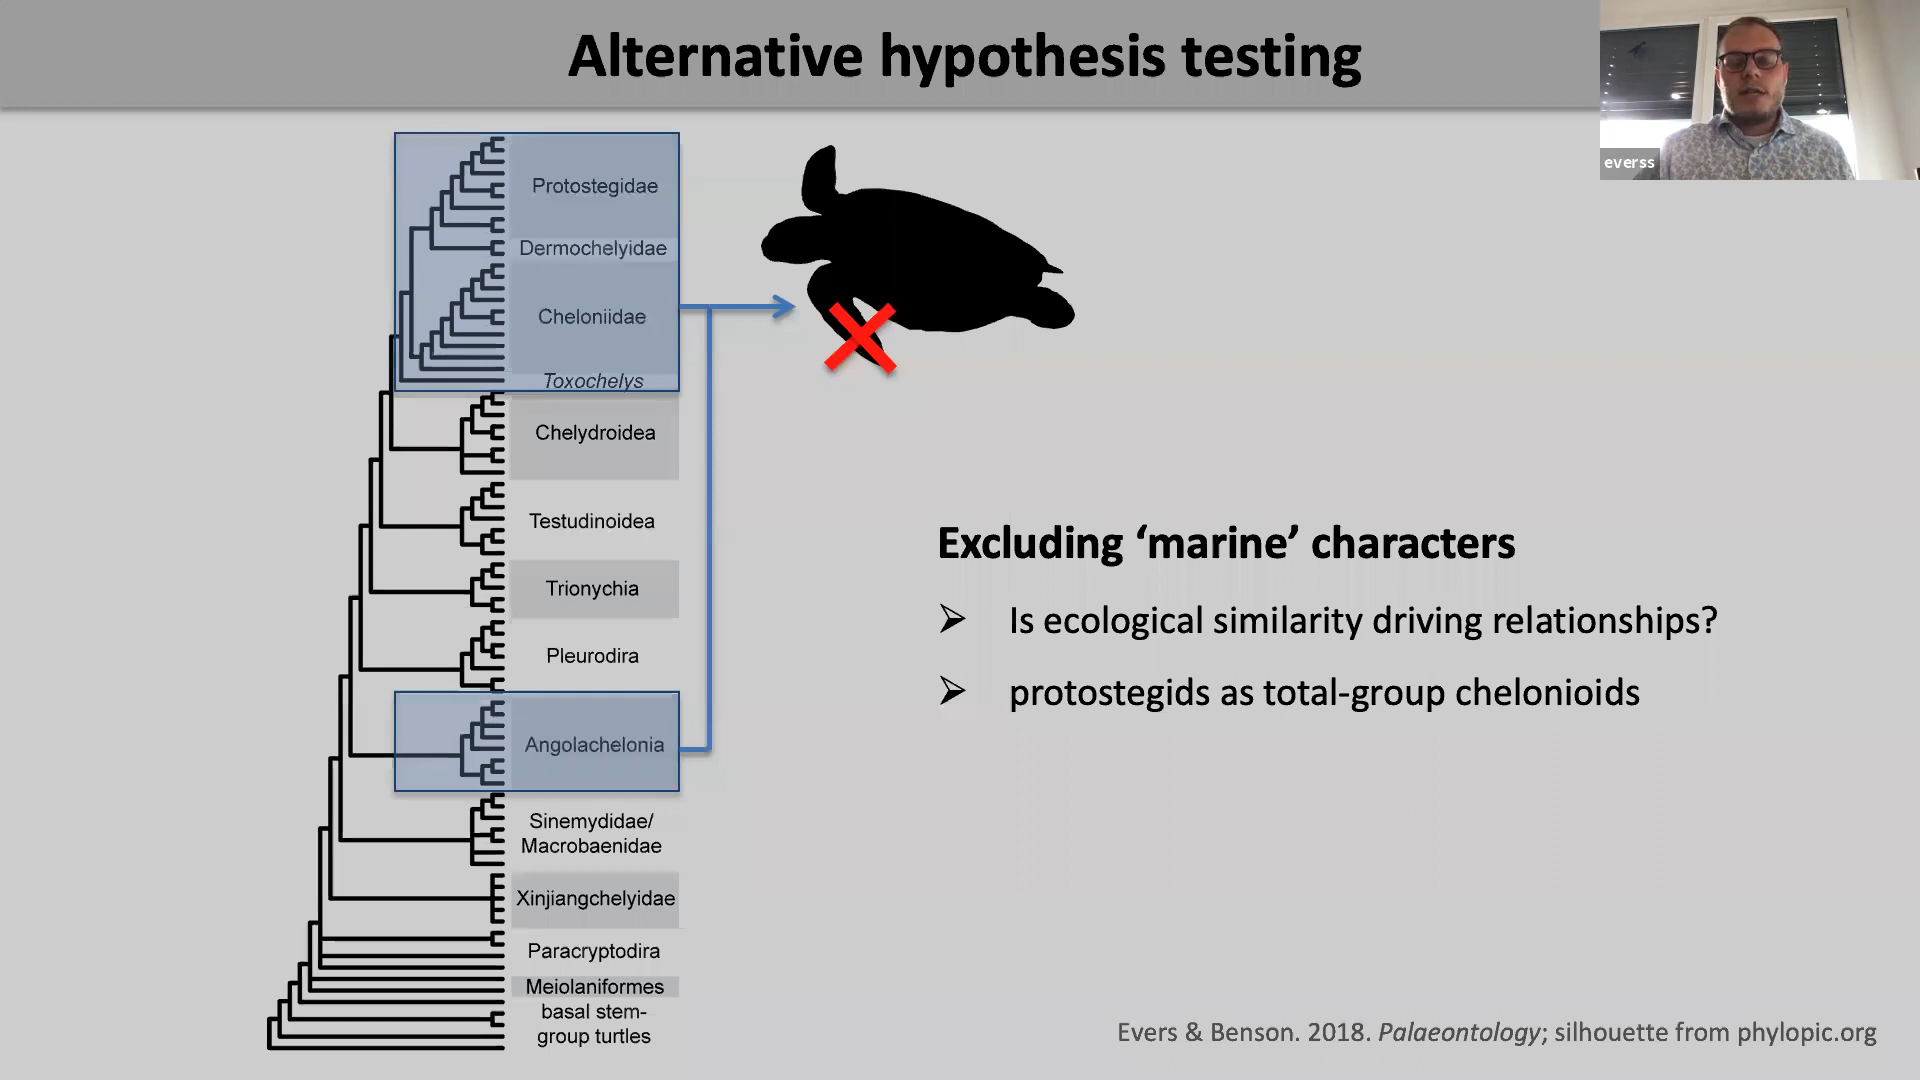 Alternative hypothesis testing
everss
Protostegidae
Dermochelyidae
Cheloniidae
Toxochelys
Chelydroidea
Testudinoidea
Trionychia
Pleurodira
Angolachelonia
Sinemydidae/
Macrobaenidae
Xinjiangchelyidae
Paracryptodira
Meiolaniformes
basal stem-
group turtles
Excluding ‘marine’ characters
➢ Is ecological similarity driving relationships?
➢ protostegids as total-group chelonioids
Evers & Benson. 2018. Palaeontology; silhouette from phylopic.org